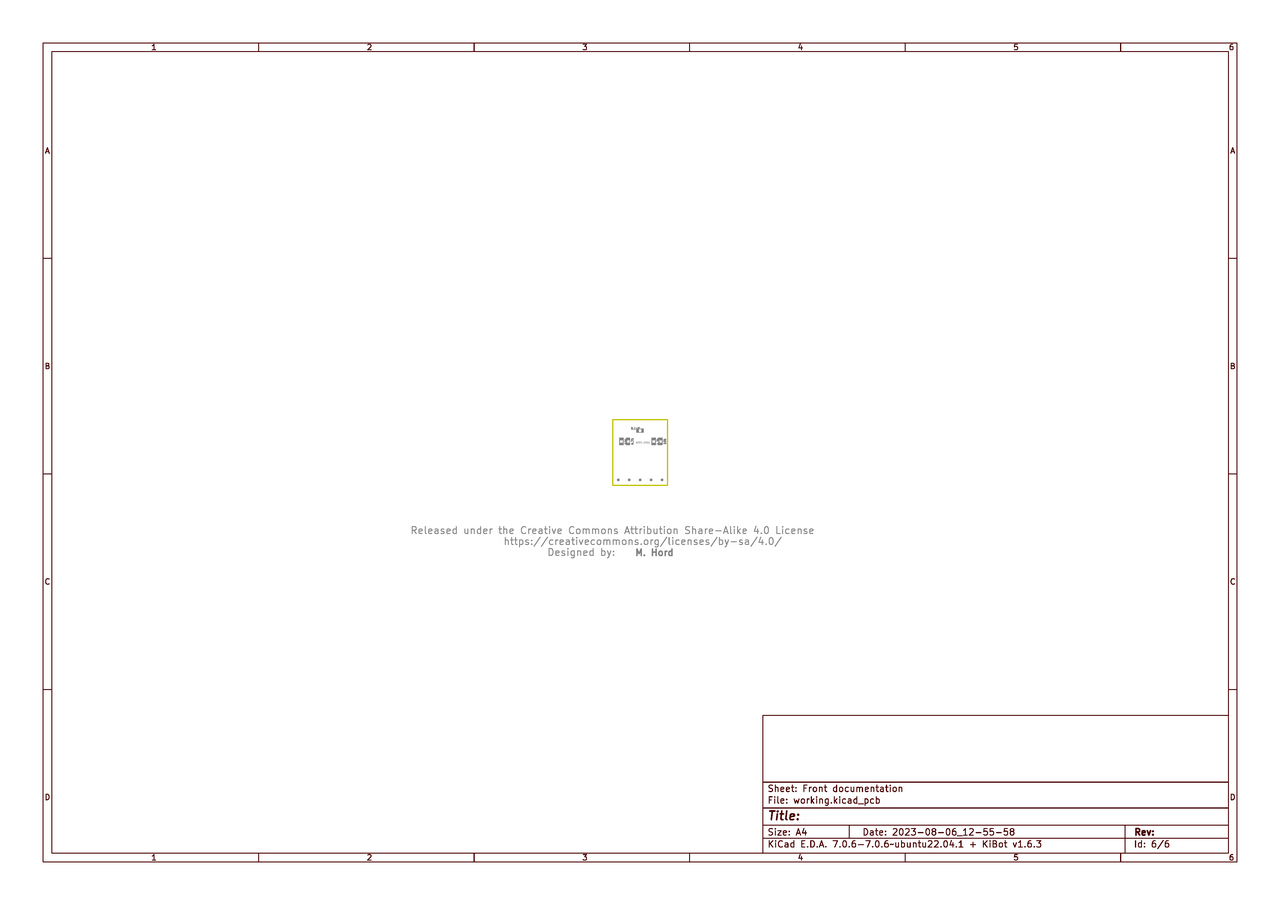 1 2 3 4 5 6
A A
B B
Released under the Creative Commons Attribution Share-Alike 4.0 License
https://creativecommons.org/licenses/by-sa/4.0/
Designed by: M. Hord
C C
Sheet: Front documentation
File: working.kicad_pcb
D D
Title:
Size: A4 Date: 2023-08-06_12-55-58 Rev:
KiCad E.D.A. 7.0.6-7.0.6~ubuntu22.04.1 + KiBot v1.6.3 Id: 6/6
1 2 3 4 5 6